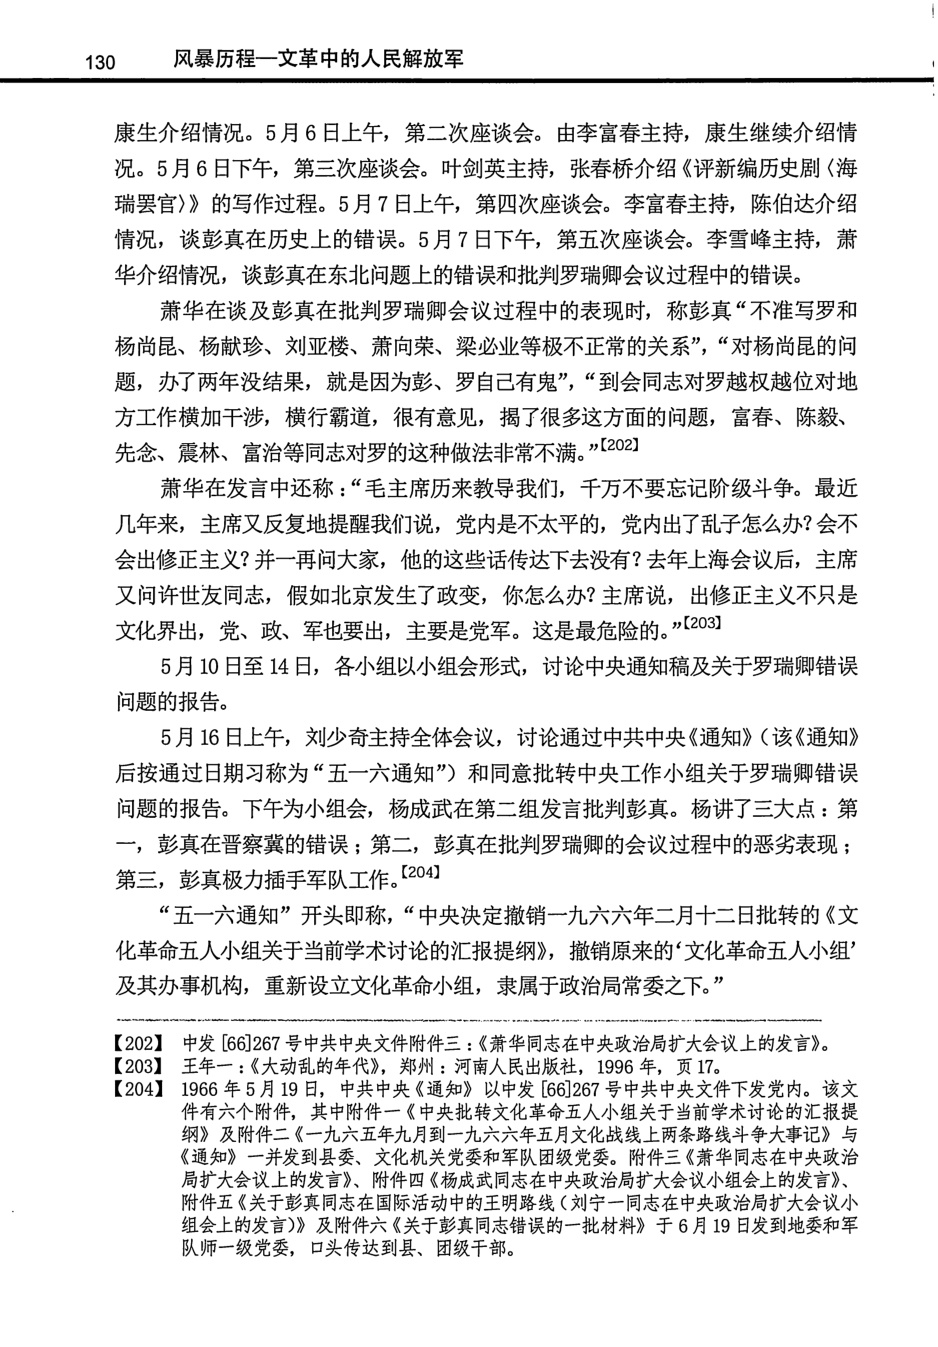 130 风暴历程—文革中的人民解放军
康生介绍情况。5月6日上午，第二次座谈会。由李富春主持，康生继续介绍情
况。5月6日下午，第三次座谈会。叶剑英主持，张春桥介绍《评新编历史剧〈海
瑞罢官〉》的写作过程。5月7日上午，第四次座谈会。李富春主持，陈伯达介绍
情况，谈彭真在历史上的错误。5月7日下午，第五次座谈会。李雪峰主持，萧
华介绍情况，谈彭真在东北问题上的错误和批判罗瑞卿会议过程中的错误。
萧华在谈及彭真在批判罗瑞卿会议过程中的表现时，称彭真“不准写罗和
杨尚昆、杨献珍、刘亚楼、萧向荣、梁必业等极不正常的关系”，“对杨尚昆的问
题，办了两年没结果，就是因为彭、罗自己有鬼”，“到会同志对罗越权越位对地
方工作横加干涉，横行霸道，很有意见，揭了很多这方面的问题，富春、陈毅、
先念、震林、富治等同志对罗的这种做法非常不满。”【202】
萧华在发言中还称：“毛主席历来教导我们，千万不要忘记阶级斗争。最近
几年来，主席又反复地提醒我们说，党内是不太平的，党内出了乱子怎么办？会不
会出修正主义？并一再问大家，他的这些话传达下去没有？去年上海会议后，主席
又问许世友同志，假如北京发生了政变，你怎么办？主席说，出修正主义不只是
文化界出，党、政、军也要出，主要是党军。这是最危险的。”【203】
5月10日至14日，各小组以小组会形式，讨论中央通知稿及关于罗瑞卿错误
问题的报告。
5月16日上午，刘少奇主持全体会议，讨论通过中共中央《通知》（该《通知》
后按通过日期习称为“五一六通知”）和同意批转中央工作小组关于罗瑞卿错误
问题的报告。下午为小组会，杨成武在第二组发言批判彭真。杨讲了三大点：第
一，彭真在晋察冀的错误；第二，彭真在批判罗瑞卿的会议过程中的恶劣表现；
第三，彭真极力插手军队工作。【204】
“五一六通知”开头即称，“中央决定撤销一九六六年二月十二日批转的《文
化革命五人小组关于当前学术讨论的汇报提纲》，撤销原来的‘文化革命五人小组’
及其办事机构，重新设立文化革命小组，隶属于政治局常委之下。”
【202】 中发[66]267号中共中央文件附件三：《萧华同志在中央政治局扩大会议上的发言》。
【203】 王年一：《大动乱的年代》，郑州：河南人民出版社，1996年，页17。
【204】 1966年5月19日，中共中央《通知》以中发[66]267号中共中央文件下发党内。该文
件有六个附件，其中附件一《中央批转文化革命五人小组关于当前学术讨论的汇报提
纲》及附件二《一九六五年九月到一九六六年五月文化战线上两条路线斗争大事记》与
《通知》一并发到县委、文化机关党委和军队团级党委。附件三《萧华同志在中央政治
局扩大会议上的发言》、附件四《杨成武同志在中央政治局扩大会议小组会上的发言》、
附件五《关于彭真同志在国际活动中的王明路线（刘宁一同志在中央政治局扩大会议小
组会上的发言）》及附件六《关于彭真同志错误的一批材料》于6月19日发到地委和军
队师一级党委，口头传达到县、团级干部。